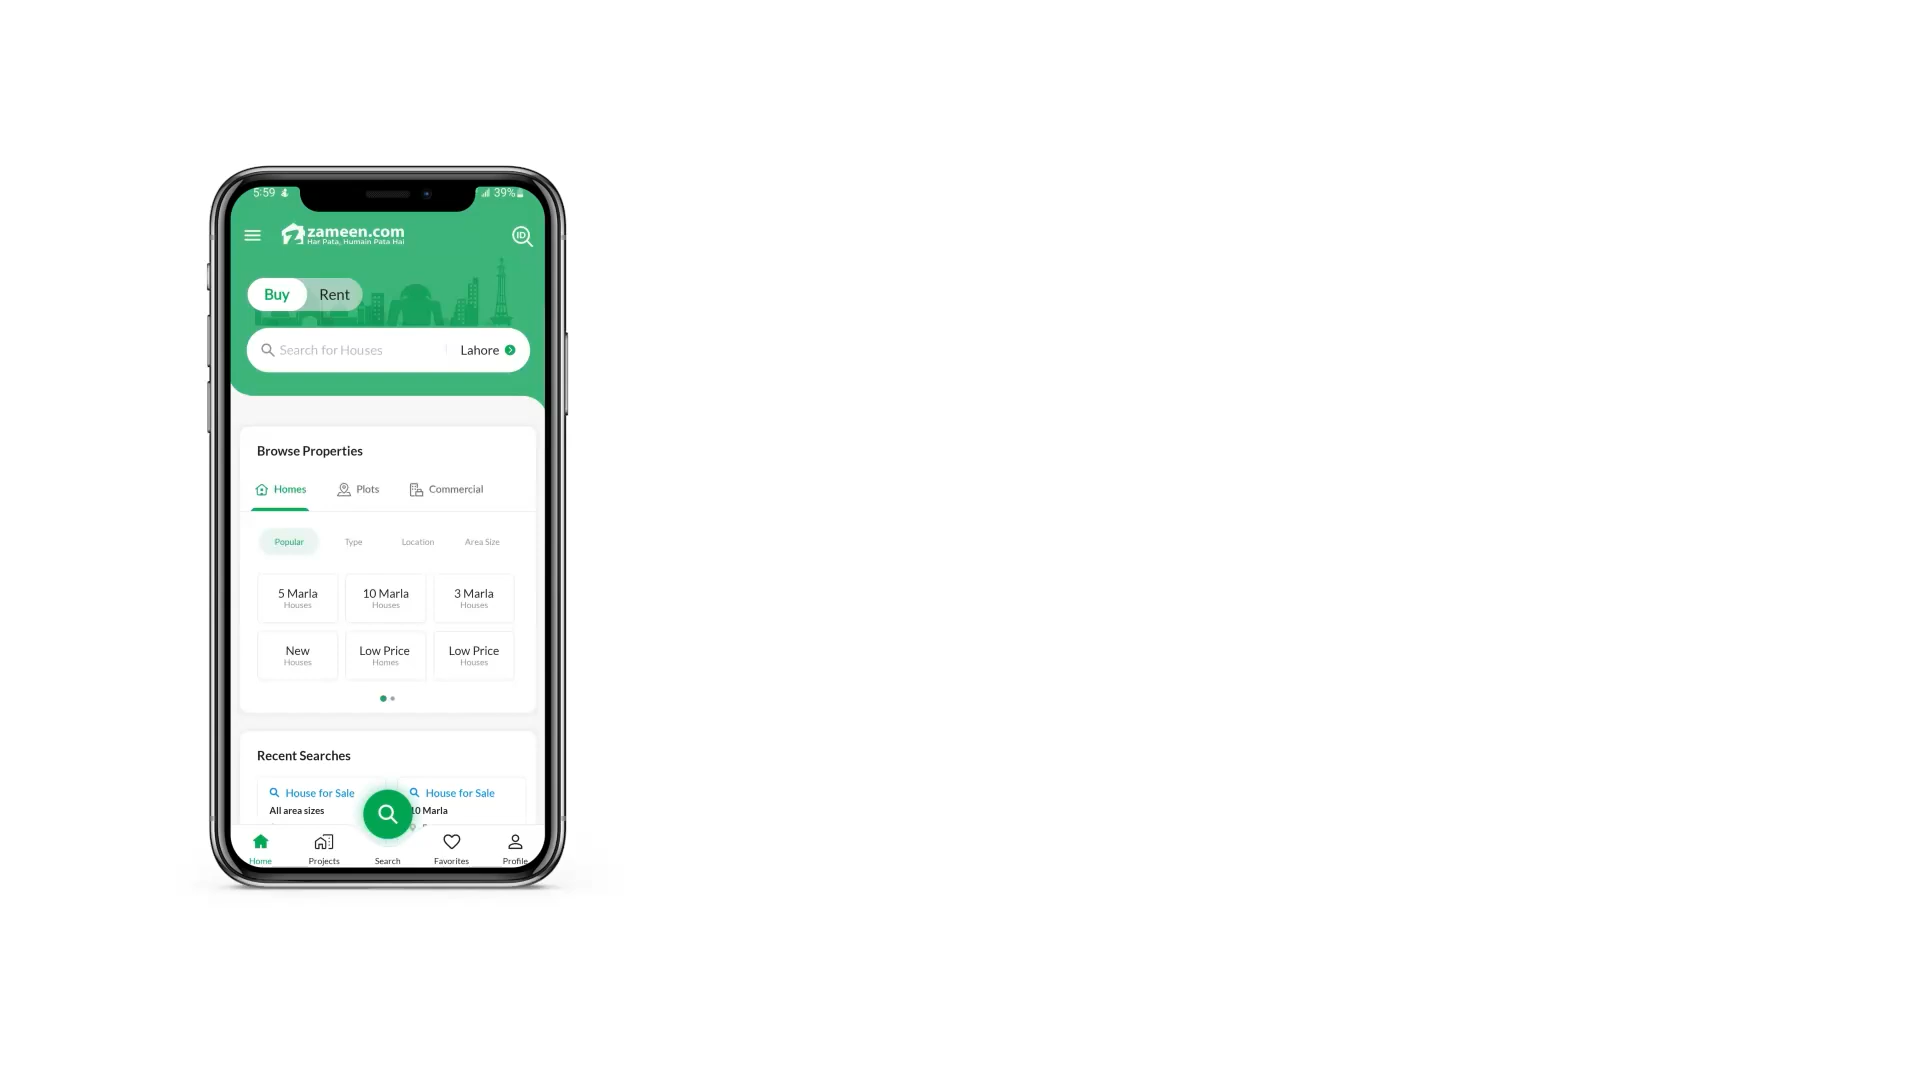 5:59
39%
zameen.com
Har Pata, Humain Pata Hai
ID
Buy Rent
Search for Houses Lahore
Browse Properties
Homes Plots Commercial
Popular Type Location Area Size
5 Marla 10 Marla 3 Marla
Houses Houses Houses
New Low Price Low Price
Houses Homes Houses
Recent Searches
House for Sale House for Sale
All area sizes 10 Marla
Home Projects Search Favorites Profile